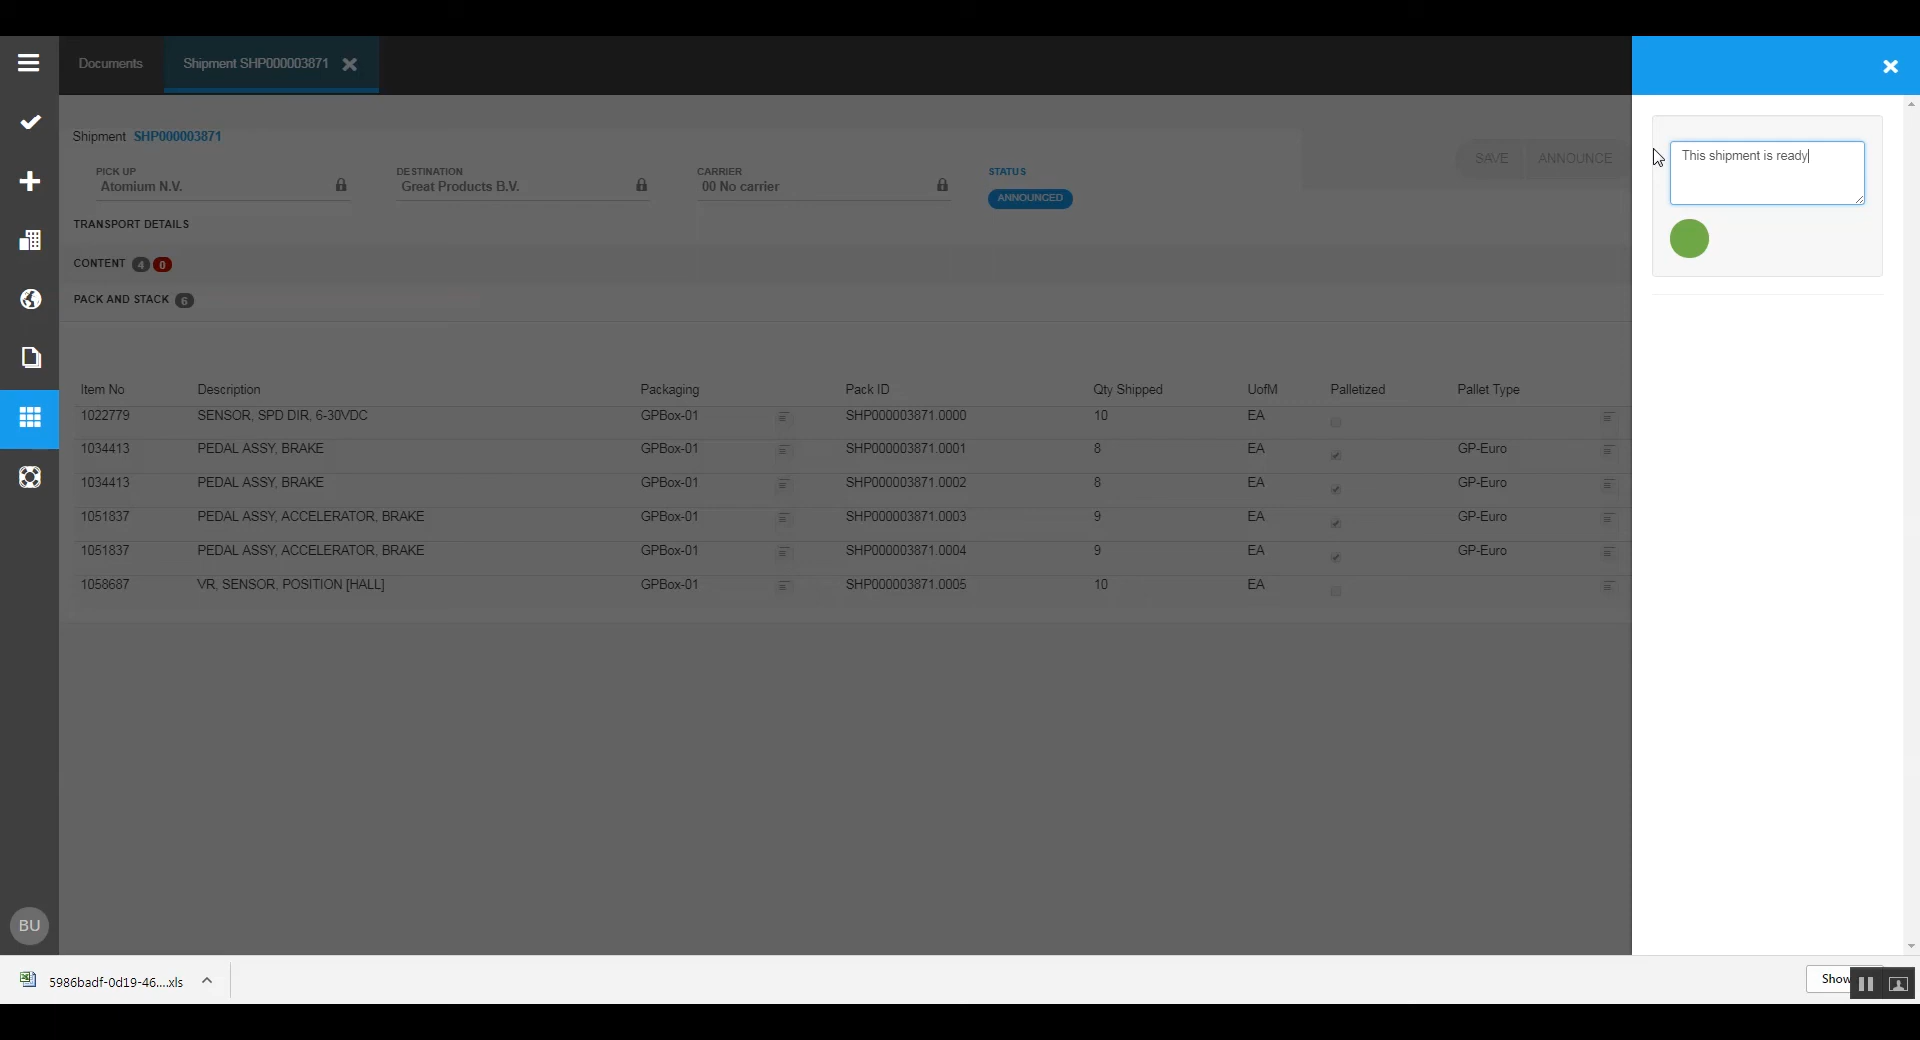 Documents
Shipment SHP000003871
Shipment SHP000003871
SAVE
ANNOUNCE
PICK UP
Atomium N.V.
DESTINATION
Great Products B.V.
CARRIER
00 No carrier
STATUS
ANNOUNCED
TRANSPORT DETAILS
CONTENT 4 0
PACK AND STACK 6
Item No Description Packaging Pack ID Qty Shipped UofM Palletized Pallet Type
1022779 SENSOR, SPD DIR, 6-30VDC GPBox-01 SHP000003871.0000 10 EA
1034413 PEDAL ASSY, BRAKE GPBox-01 SHP000003871.0001 8 EA GP-Euro
1034413 PEDAL ASSY, BRAKE GPBox-01 SHP000003871.0002 8 EA GP-Euro
1051837 PEDAL ASSY, ACCELERATOR, BRAKE GPBox-01 SHP000003871.0003 9 EA GP-Euro
1051837 PEDAL ASSY, ACCELERATOR, BRAKE GPBox-01 SHP000003871.0004 9 EA GP-Euro
1058687 VR, SENSOR, POSITION [HALL] GPBox-01 SHP000003871.0005 10 EA
This shipment is ready
BU
5986badf-0d19-46....xls
Show